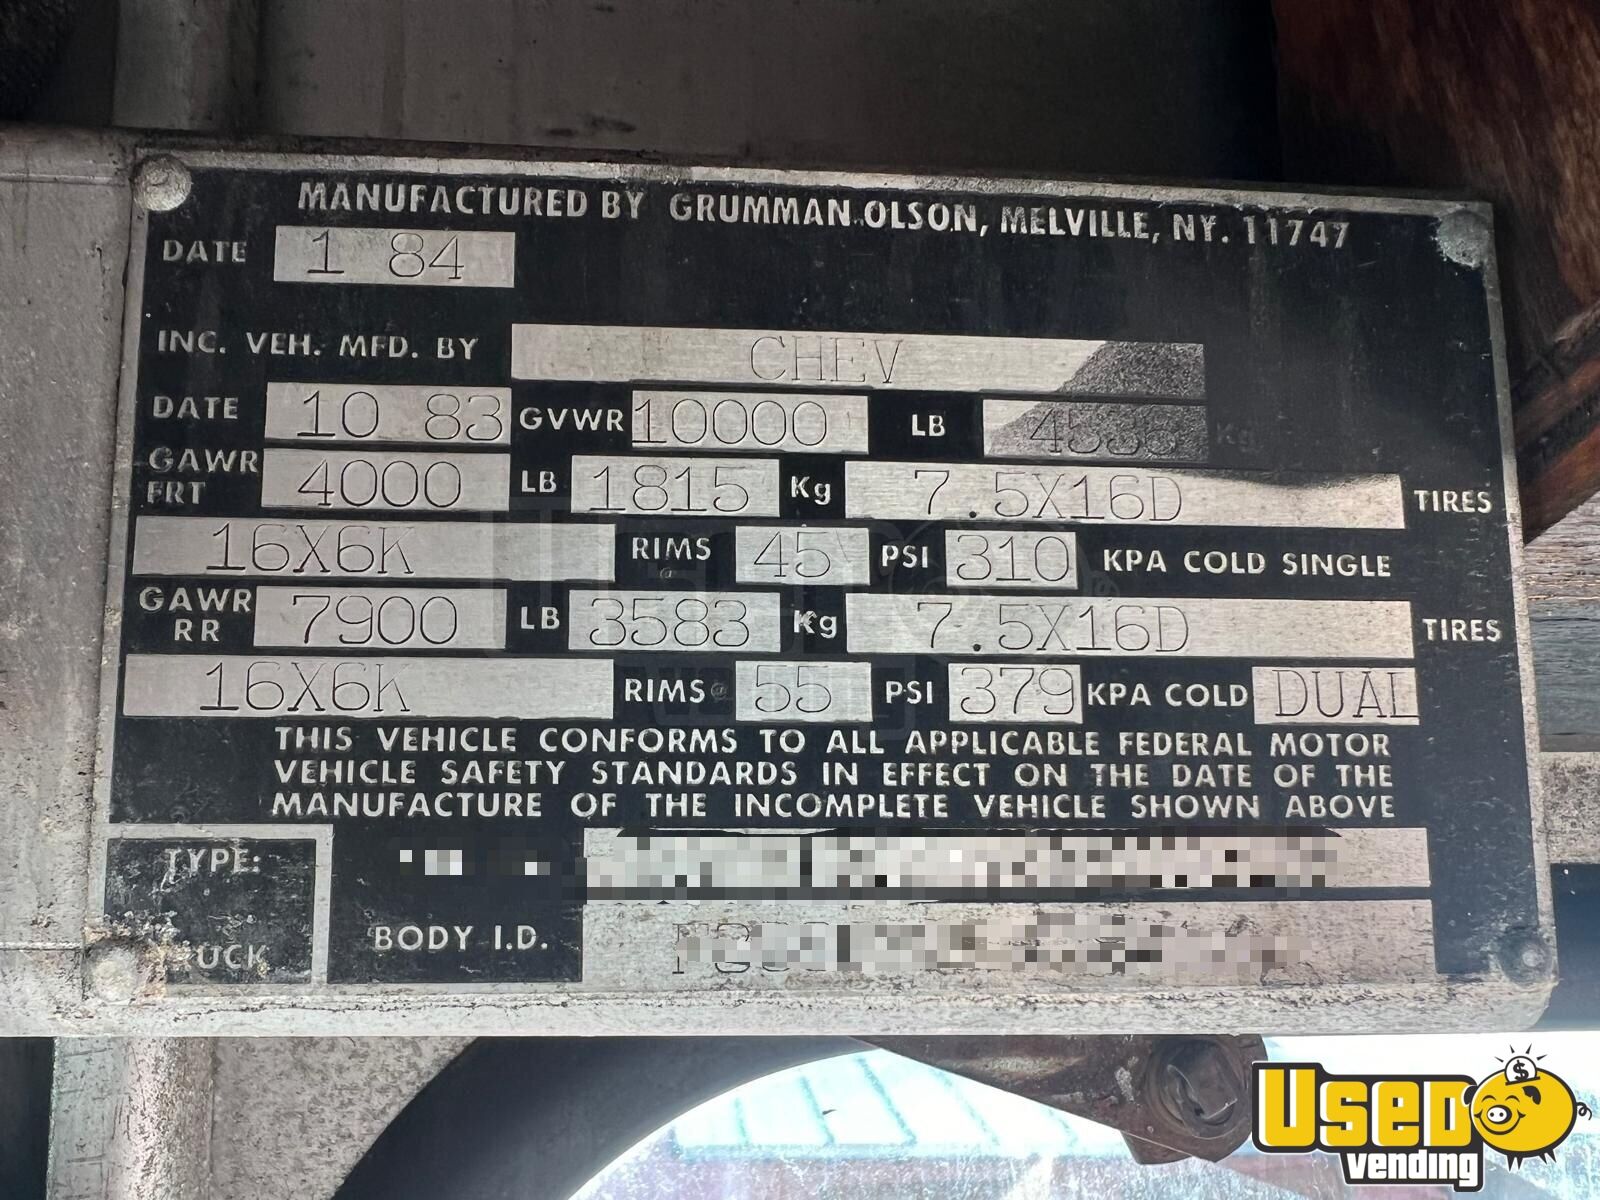 MANUFACTURED BY GRUMMAN OLSON, MELVILLE, NY. 11747
DATE 1 84
INC. VEH. MFD. BY CHEV
DATE 10 83 GVWR 10000 LB 4535 Kg
GAWR FRT 4000 LB 1815 Kg 7.5X16D TIRES
16X6K RIMS @ 45 PSI 310 KPA COLD SINGLE
GAWR RR 7900 LB 3583 Kg 7.5X16D TIRES
16X6K RIMS @ 55 PSI 379 KPA COLD DUAL
THIS VEHICLE CONFORMS TO ALL APPLICABLE FEDERAL MOTOR
VEHICLE SAFETY STANDARDS IN EFFECT ON THE DATE OF THE
MANUFACTURE OF THE INCOMPLETE VEHICLE SHOWN ABOVE
TYPE:
TRUCK
BODY I.D.
USED
vending